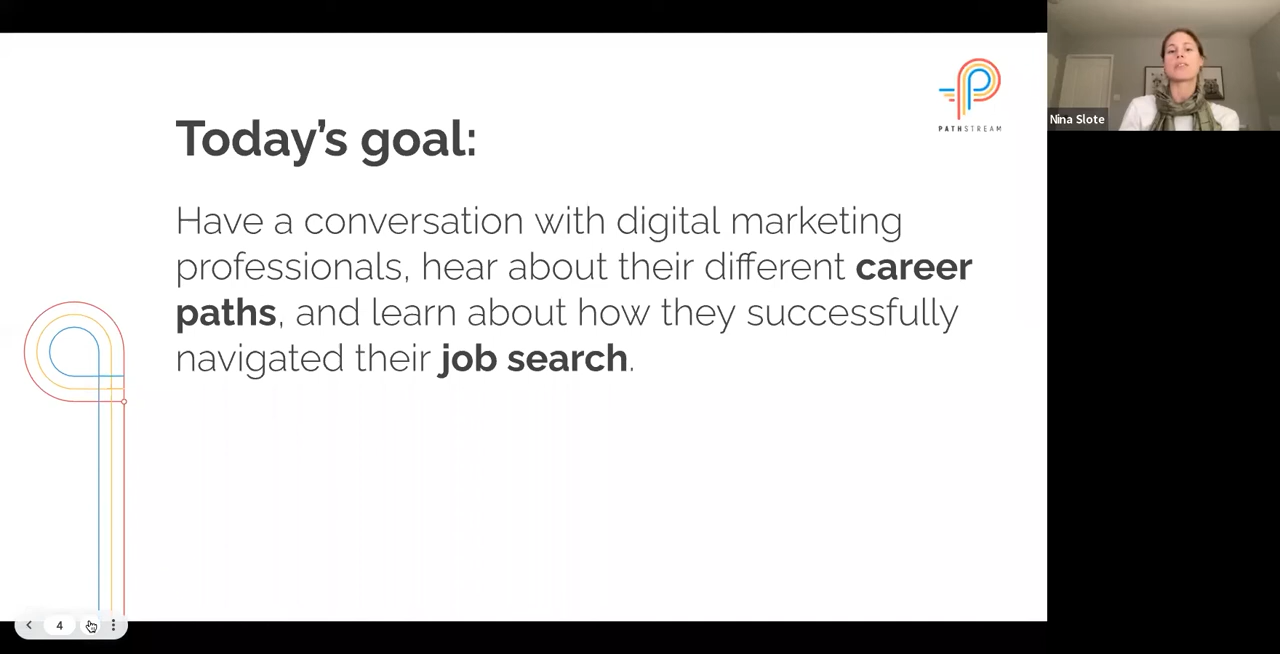 Today's goal:
PATHSTREAM
Have a conversation with digital marketing
professionals, hear about their different career
paths, and learn about how they successfully
navigated their job search.
Nina Slote
4